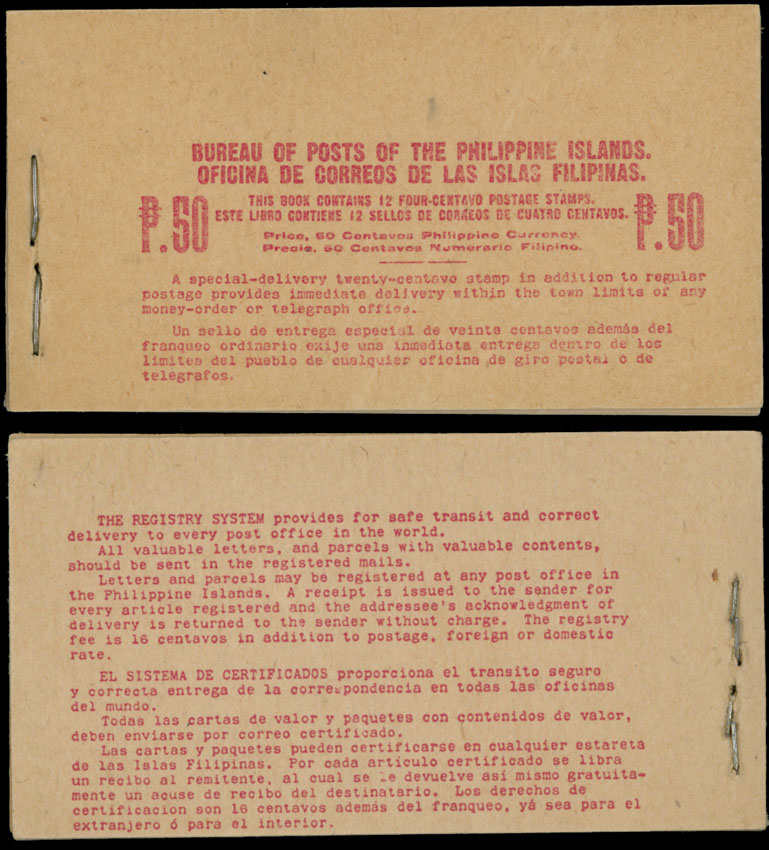 BUREAU OF POSTS OF THE PHILIPPINE ISLANDS.
OFICINA DE CORREOS DE LAS ISLAS FILIPINAS.
₱.50
THIS BOOK CONTAINS 12 FOUR-CENTAVO POSTAGE STAMPS.
ESTE LIBRO CONTIENE 12 SELLOS DE CORREOS DE CUATRO CENTAVOS.
Price, 50 Centavos Philippine Currency.
Precio, 50 Centavos Numerario Filipino.
₱.50
A special-delivery twenty-centavo stamp in addition to regular
postage provides immediate delivery within the town limits of any
money-order or telegraph office.
Un sello de entrega especial de veinte centavos además del
franqueo ordinario exije una inmediata entrega dentro de los
limites del pueblo de cualquier oficina de giro postal o de
telégrafos.
THE REGISTRY SYSTEM provides for safe transit and correct
delivery to every post office in the world.
All valuable letters, and parcels with valuable contents,
should be sent in the registered mails.
Letters and parcels may be registered at any post office in
the Philippine Islands. A receipt is issued to the sender for
every article registered and the addressee's acknowledgment of
delivery is returned to the sender without charge. The registry
fee is 16 centavos in addition to postage, foreign or domestic
rate.
EL SISTEMA DE CERTIFICADOS proporciona el transito seguro
y correcta entrega de la correspondencia en todas las oficinas
del mundo.
Todas las cartas de valor y paquetes con contenidos de valor,
deben enviarse por correo certificado.
Las cartas y paquetes pueden certificarse en cualquier estareta
de las Islas Filipinas. Por cada articulo certificado se libra
un recibo al remitente, al cual se le devuelve asi mismo gratuita-
mente un acuse de recibo del destinatario. Los derechos de
certificacion son 16 centavos además del franqueo, yá sea para el
extranjero ó para el interior.